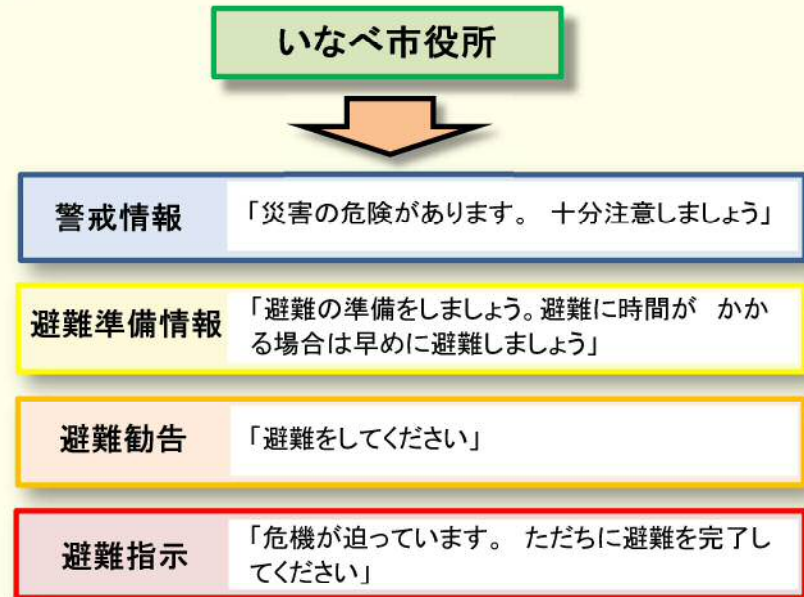 いなべ市役所
警戒情報
「災害の危険があります。 十分注意しましょう」
避難準備情報
「避難の準備をしましょう。避難に時間が かか
る場合は早めに避難しましょう」
避難勧告
「避難をしてください」
避難指示
「危機が迫っています。 ただちに避難を完了し
てください」